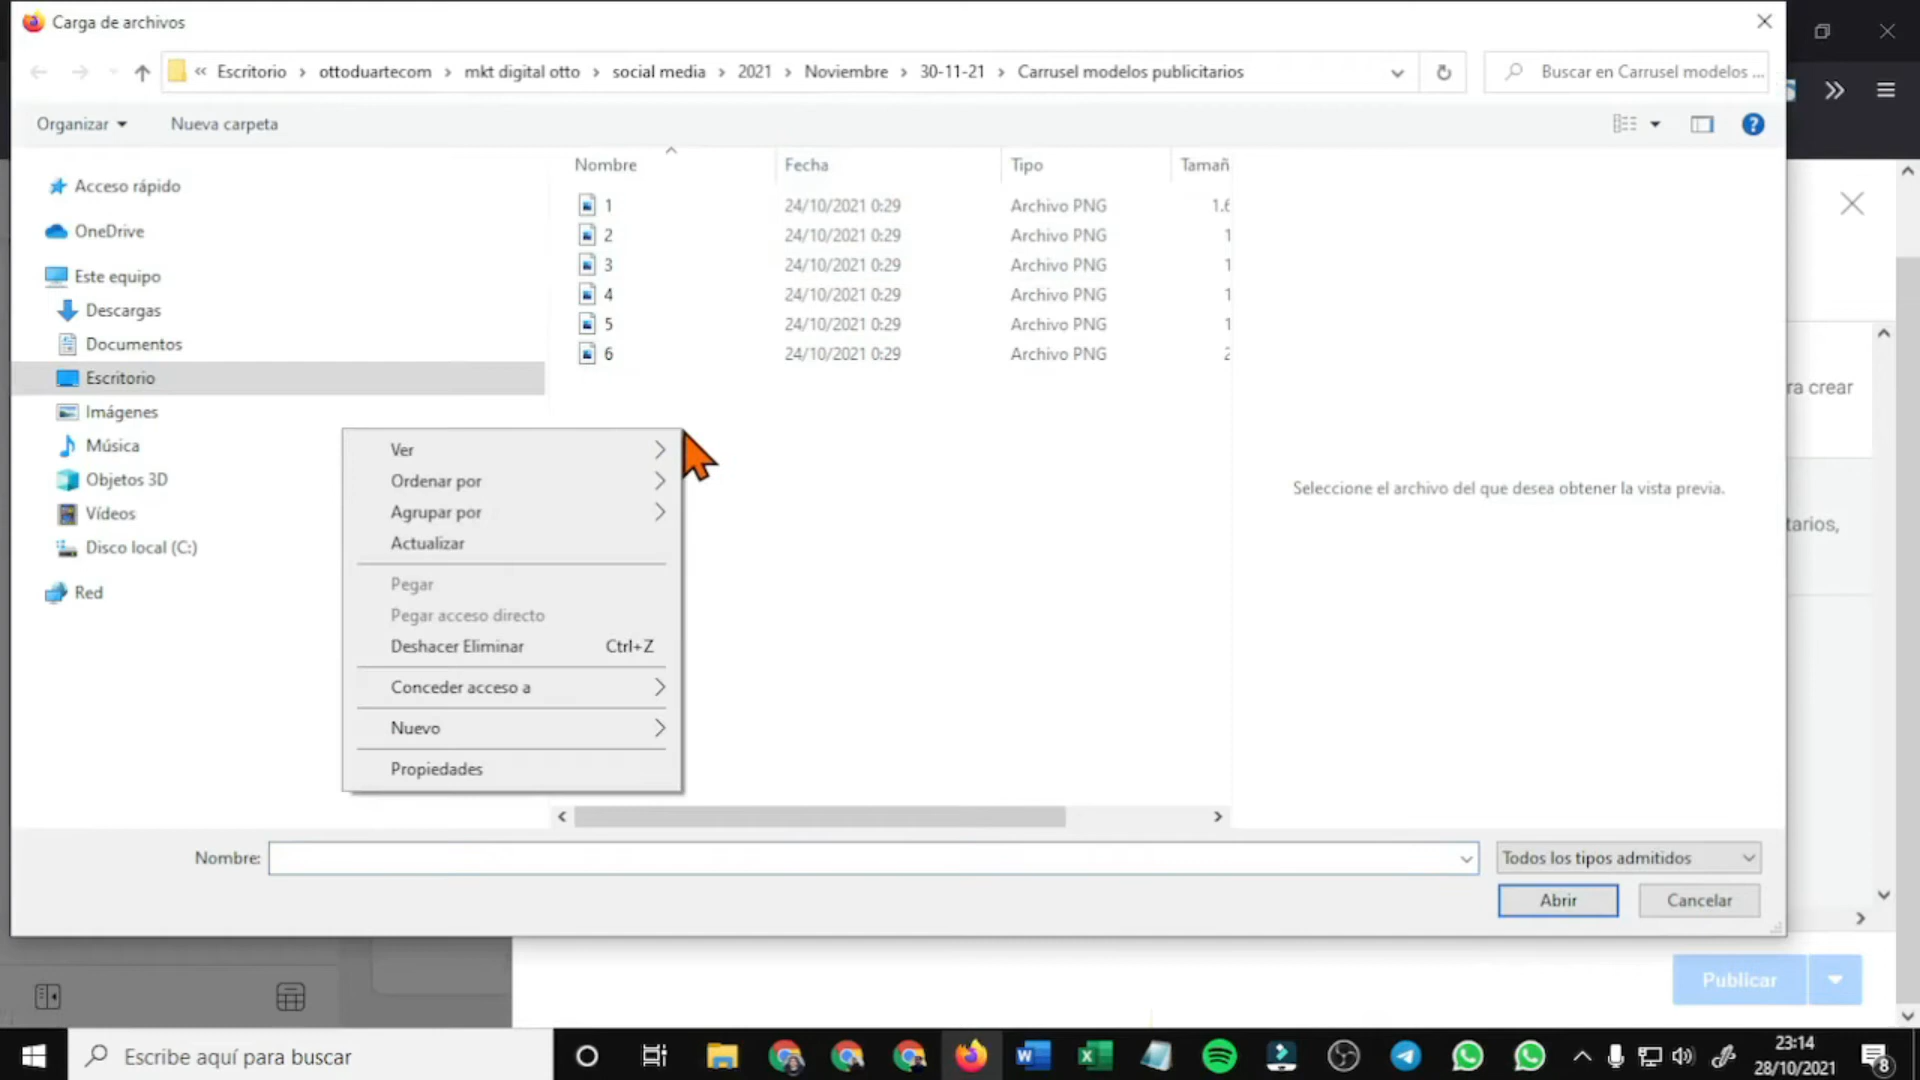 Carga de archivos
« Escritorio › ottoduartecom › mkt digital otto › social media › 2021 › Noviembre › 30-11-21 › Carrusel modelos publicitarios
Buscar en Carrusel modelos ...
Organizar
Nueva carpeta
Nombre Fecha Tipo Tamañ
1 24/10/2021 0:29 Archivo PNG 1.6
2 24/10/2021 0:29 Archivo PNG 1
3 24/10/2021 0:29 Archivo PNG 1
4 24/10/2021 0:29 Archivo PNG 1
5 24/10/2021 0:29 Archivo PNG 1
6 24/10/2021 0:29 Archivo PNG 2
Acceso rápido
OneDrive
Este equipo
Descargas
Documentos
Escritorio
Imágenes
Música
Objetos 3D
Vídeos
Disco local (C:)
Red
Ver
Ordenar por
Agrupar por
Actualizar
Pegar
Pegar acceso directo
Deshacer Eliminar Ctrl+Z
Conceder acceso a
Nuevo
Propiedades
Seleccione el archivo del que desea obtener la vista previa.
ra crear
tarios,
Nombre:
Todos los tipos admitidos
Abrir
Cancelar
Publicar
Escribe aquí para buscar
23:14
28/10/2021
8